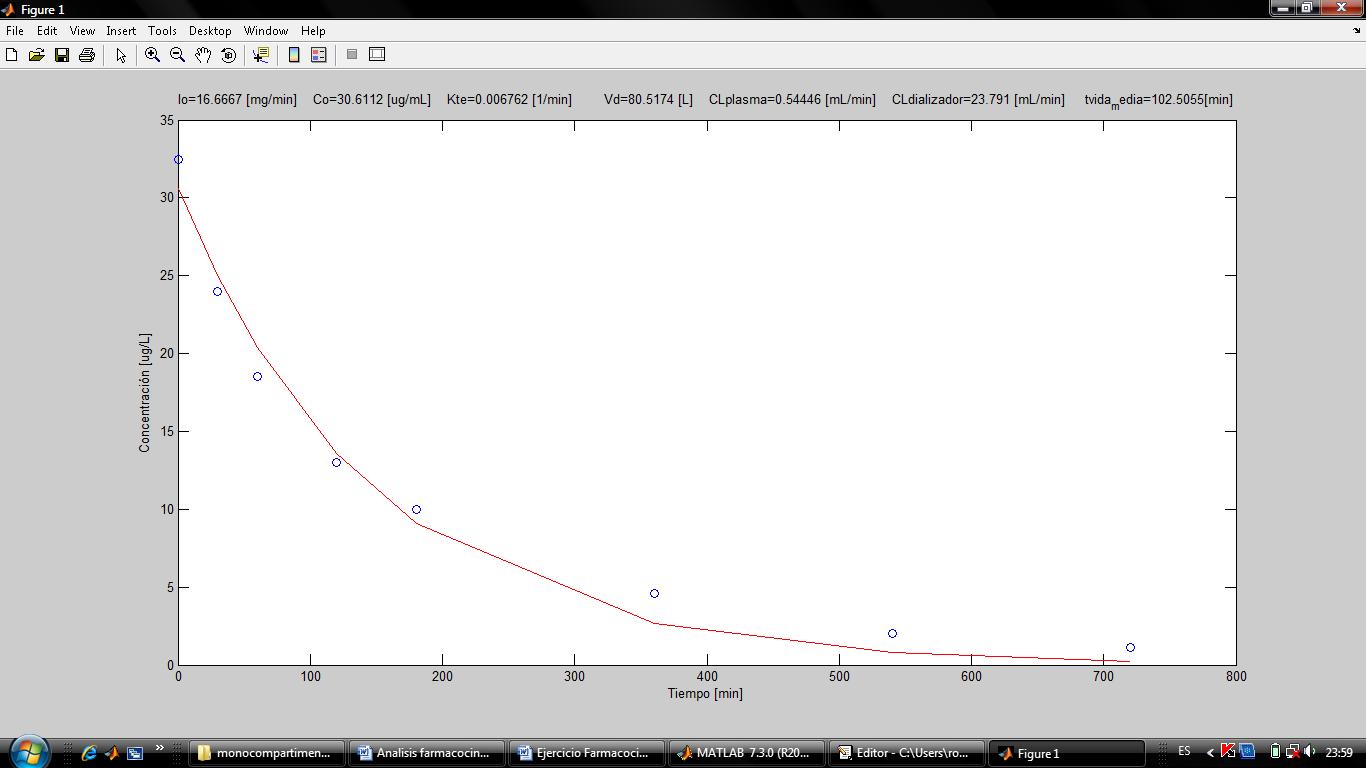 Figure 1
File Edit View Insert Tools Desktop Window Help
Io=16.6667 [mg/min] Co=30.6112 [ug/mL] Kte=0.006762 [1/min] Vd=80.5174 [L] CLplasma=0.54446 [mL/min] CLdializador=23.791 [mL/min] tvida_media=102.5055[min]
35
30
25
20
15
10
5
0
Concentración [ug/L]
0 100 200 300 400 500 600 700 800
Tiempo [min]
monocompartimen... Analisis farmacocin... Ejercicio Farmacoci... MATLAB 7.3.0 (R20... Editor - C:\Users\ro... Figure 1 ES 23:59